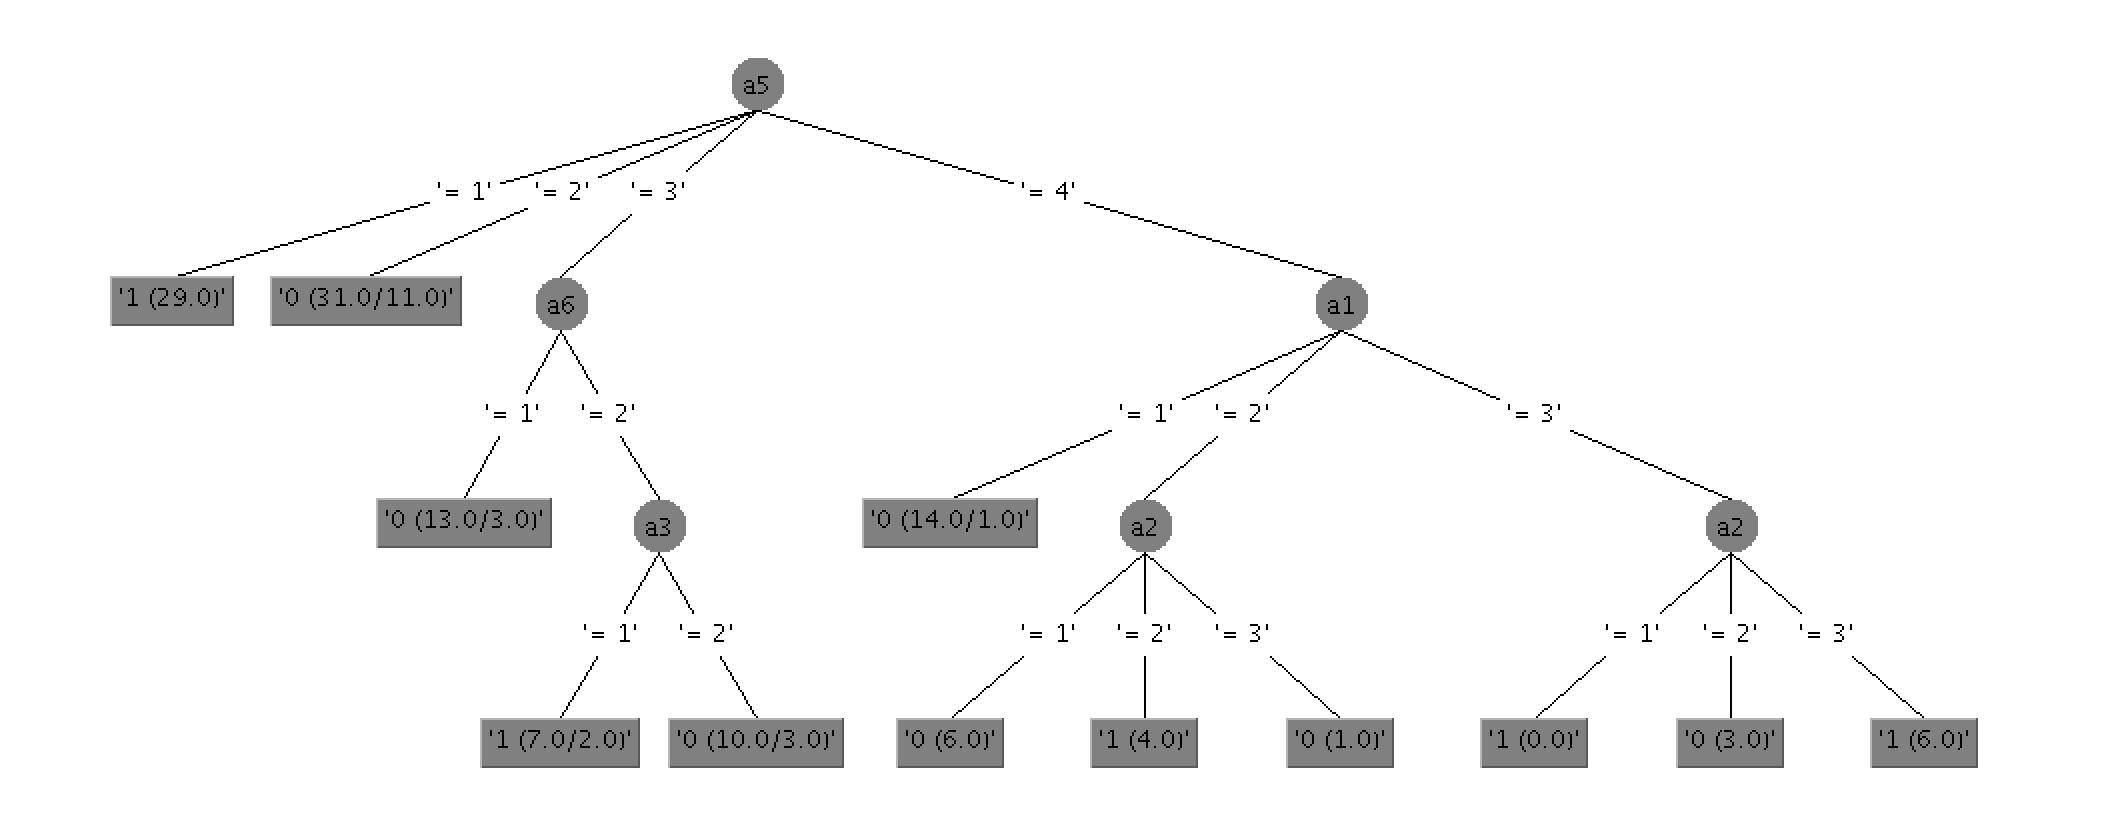 a5
'= 1' '= 2' '= 3' '= 4'
'1 (29.0)' '0 (31.0/11.0)' a6 a1
'= 1' '= 2' '= 1' '= 2' '= 3'
'0 (13.0/3.0)' a3 '0 (14.0/1.0)' a2 a2
'= 1' '= 2' '= 1' '= 2' '= 3' '= 1' '= 2' '= 3'
'1 (7.0/2.0)' '0 (10.0/3.0)' '0 (6.0)' '1 (4.0)' '0 (1.0)' '1 (0.0)' '0 (3.0)' '1 (6.0)'